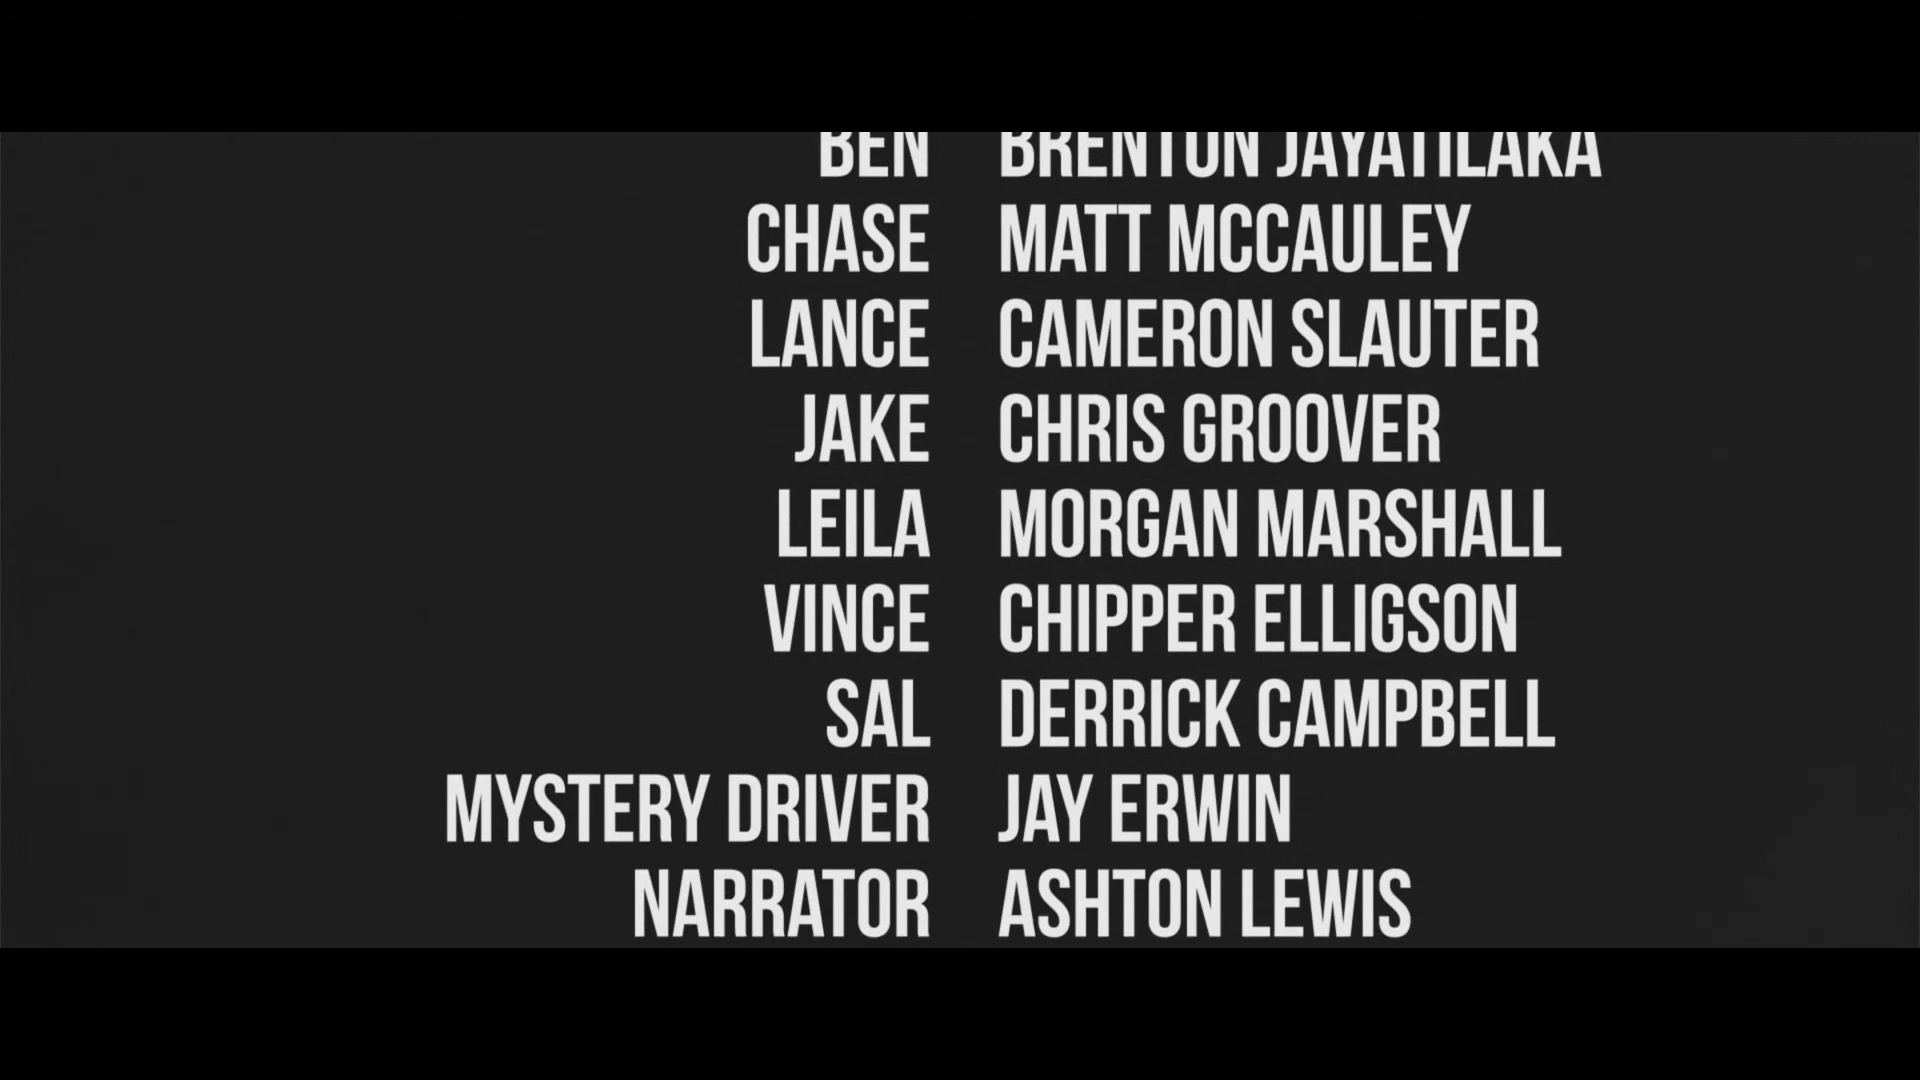 BEN BRENTON JAYATILAKA
CHASE MATT MCCAULEY
LANCE CAMERON SLAUTER
JAKE CHRIS GROOVER
LEILA MORGAN MARSHALL
VINCE CHIPPER ELLIGSON
SAL DERRICK CAMPBELL
MYSTERY DRIVER JAY ERWIN
NARRATOR ASHTON LEWIS